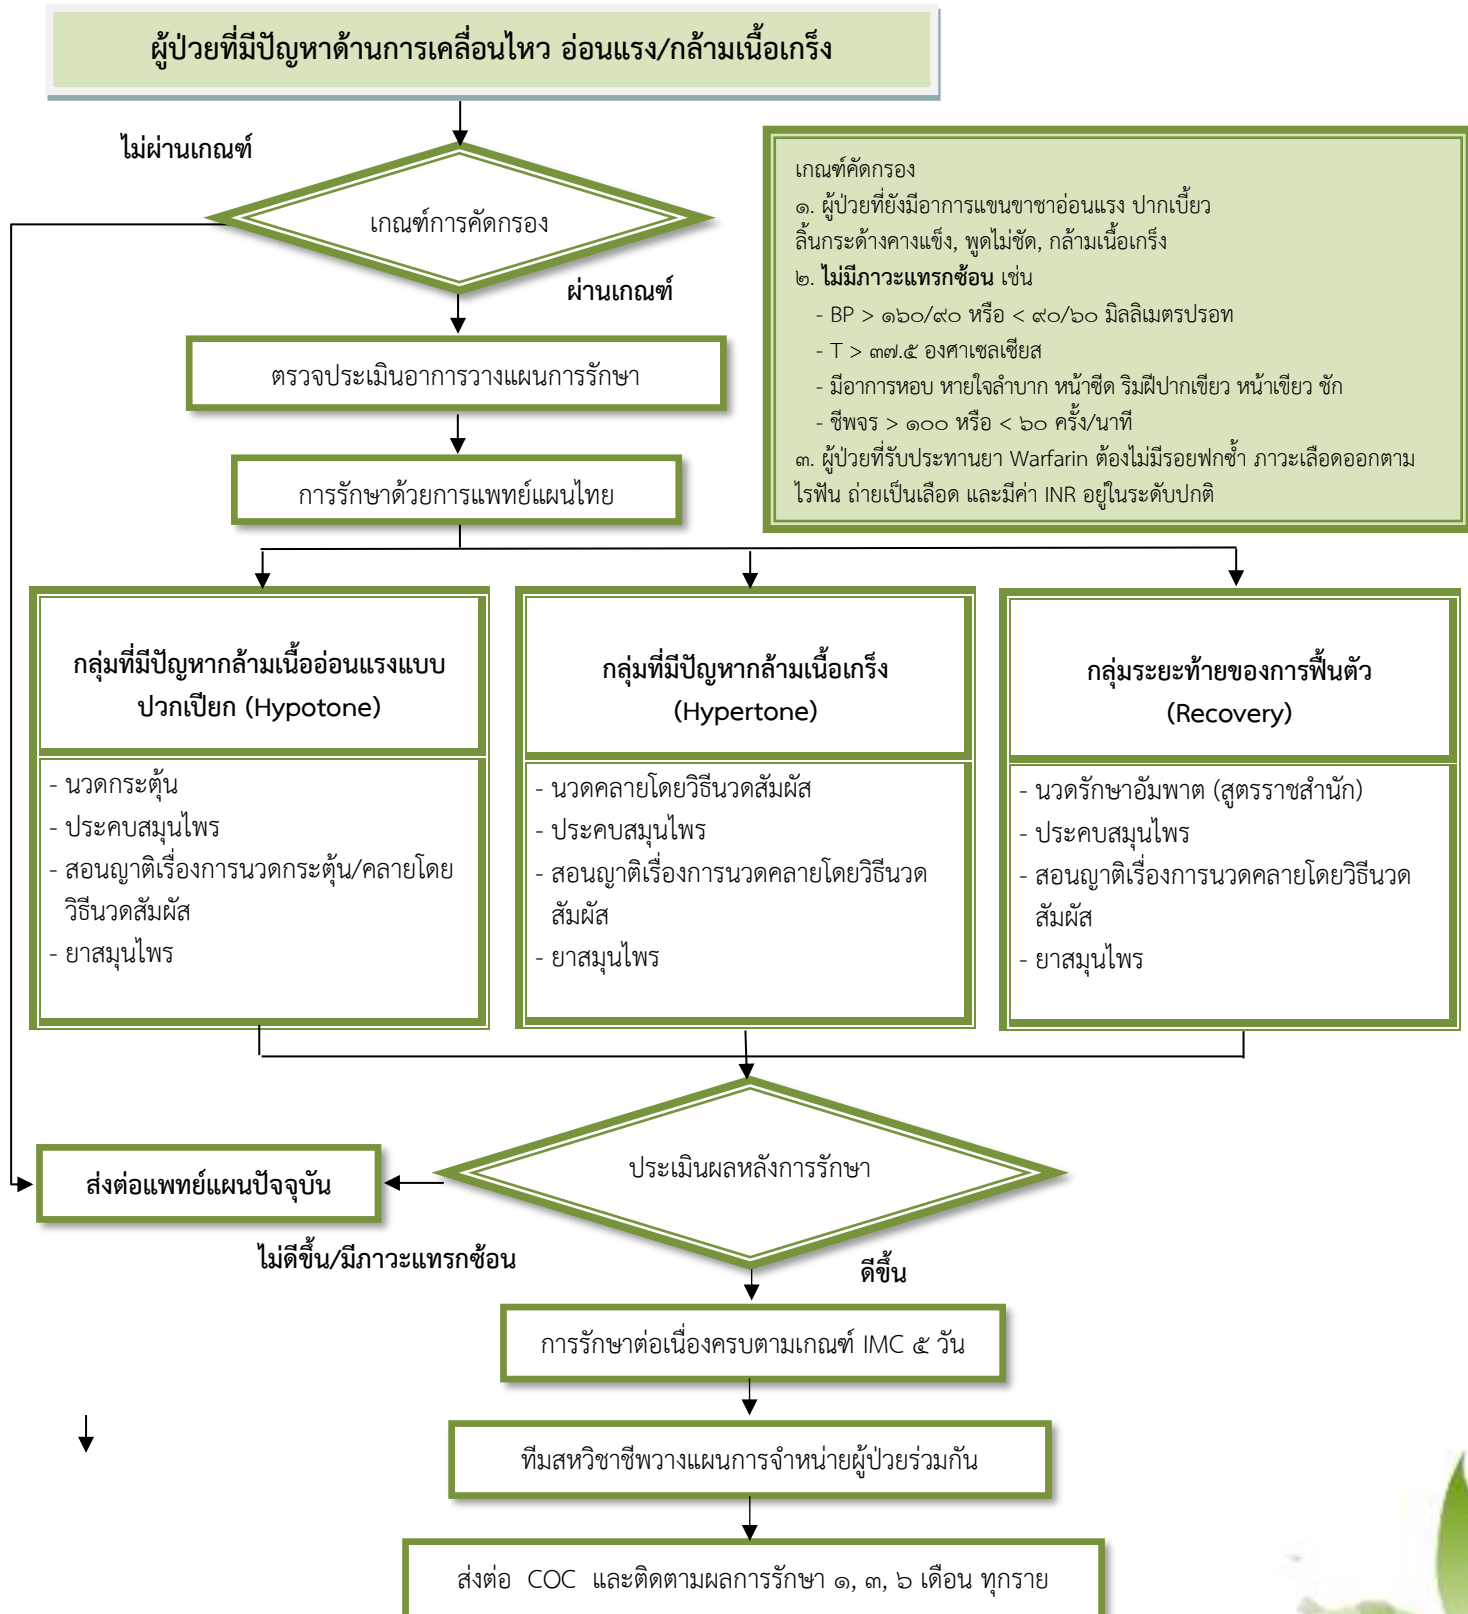 ผู้ป่วยที่มีปัญหาด้านการเคลื่อนไหว อ่อนแรง/กล้ามเนื้อเกร็ง
ไม่ผ่านเกณฑ์
เกณฑ์การคัดกรอง
ผ่านเกณฑ์
เกณฑ์คัดกรอง
๑. ผู้ป่วยที่ยังมีอาการแขนขาชาอ่อนแรง ปากเบี้ยว
ลิ้นกระด้างคางแข็ง, พูดไม่ชัด, กล้ามเนื้อเกร็ง
๒. ไม่มีภาวะแทรกซ้อน เช่น
- BP > ๑๖๐/๙๐ หรือ < ๙๐/๖๐ มิลลิเมตรปรอท
- T > ๓๗.๕ องศาเซลเซียส
- มีอาการหอบ หายใจลำบาก หน้าซีด ริมฝีปากเขียว หน้าเขียว ชัก
- ชีพจร > ๑๐๐ หรือ < ๖๐ ครั้ง/นาที
๓. ผู้ป่วยที่รับประทานยา Warfarin ต้องไม่มีรอยฟกซ้ำ ภาวะเลือดออกตาม
ไรฟัน ถ่ายเป็นเลือด และมีค่า INR อยู่ในระดับปกติ
ตรวจประเมินอาการวางแผนการรักษา
การรักษาด้วยการแพทย์แผนไทย
กลุ่มที่มีปัญหากล้ามเนื้ออ่อนแรงแบบ
ปวกเปียก (Hypotone)
- นวดกระตุ้น
- ประคบสมุนไพร
- สอนญาติเรื่องการนวดกระตุ้น/คลายโดย
วิธีนวดสัมผัส
- ยาสมุนไพร
กลุ่มที่มีปัญหากล้ามเนื้อเกร็ง
(Hypertone)
- นวดคลายโดยวิธีนวดสัมผัส
- ประคบสมุนไพร
- สอนญาติเรื่องการนวดคลายโดยวิธีนวด
สัมผัส
- ยาสมุนไพร
กลุ่มระยะท้ายของการฟื้นตัว
(Recovery)
- นวดรักษาอัมพาต (สูตรราชสำนัก)
- ประคบสมุนไพร
- สอนญาติเรื่องการนวดคลายโดยวิธีนวด
สัมผัส
- ยาสมุนไพร
ประเมินผลหลังการรักษา
ส่งต่อแพทย์แผนปัจจุบัน
ไม่ดีขึ้น/มีภาวะแทรกซ้อน
ดีขึ้น
การรักษาต่อเนื่องครบตามเกณฑ์ IMC ๕ วัน
ทีมสหวิชาชีพวางแผนการจำหน่ายผู้ป่วยร่วมกัน
ส่งต่อ COC และติดตามผลการรักษา ๑, ๓, ๖ เดือน ทุกราย